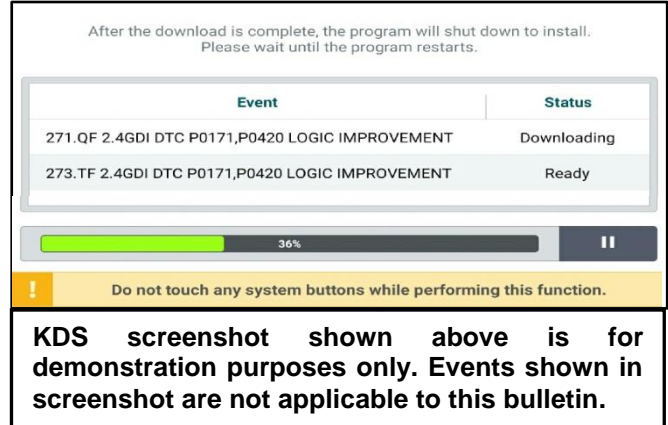 After the download is complete, the program will shut down to install.
Please wait until the program restarts.
Event Status
271.QF 2.4GDI DTC P0171,P0420 LOGIC IMPROVEMENT Downloading
273.TF 2.4GDI DTC P0171,P0420 LOGIC IMPROVEMENT Ready
36%
! Do not touch any system buttons while performing this function.
KDS screenshot shown above is for
demonstration purposes only. Events shown in
screenshot are not applicable to this bulletin.